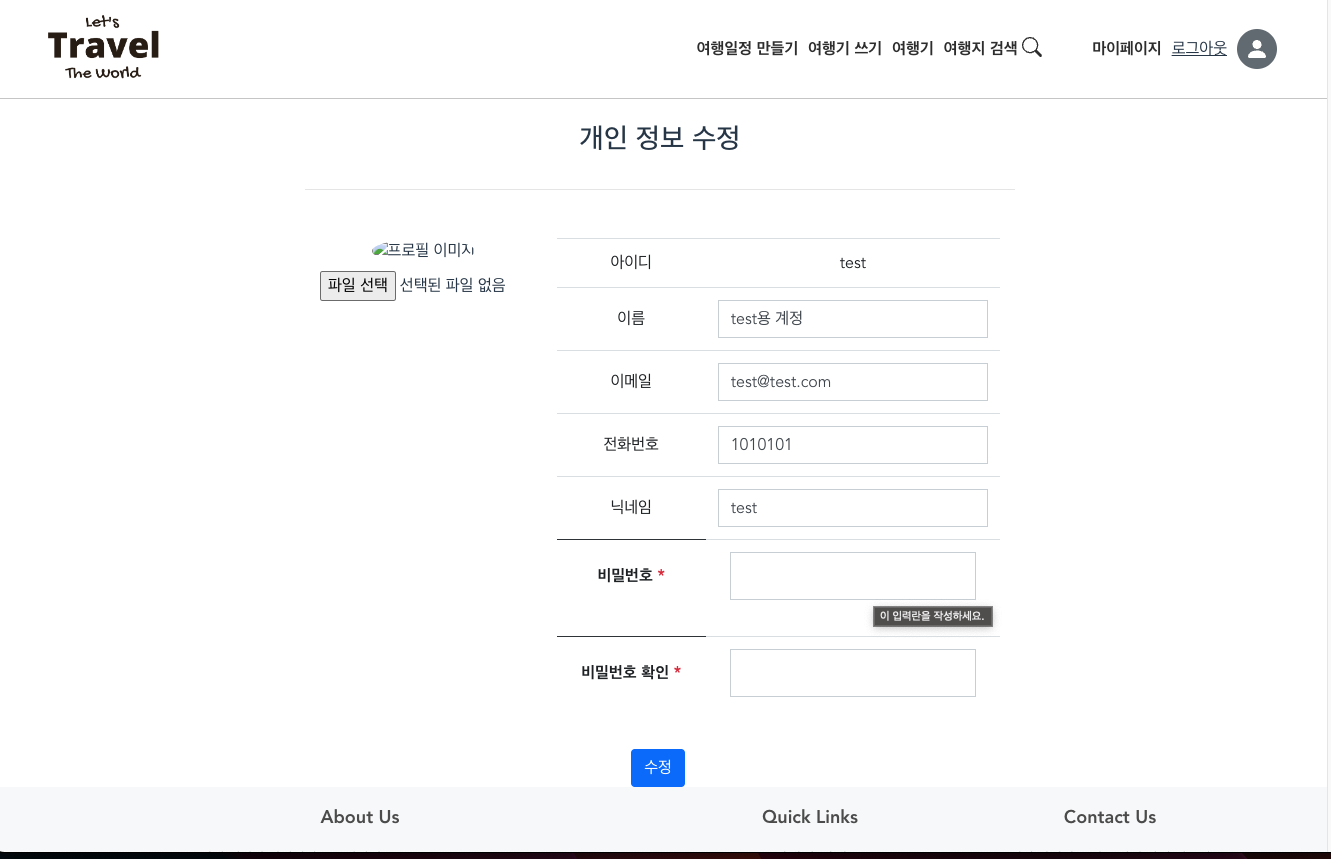 Let's
Travel
The World
여행일정 만들기 여행기 쓰기 여행기 여행지 검색 마이페이지 로그아웃
개인 정보 수정
프로필 이미지
파일 선택 선택된 파일 없음
아이디 test
이름 test용 계정
이메일 test@test.com
전화번호 1010101
닉네임 test
비밀번호 *
이 입력란을 작성하세요.
비밀번호 확인 *
수정
About Us Quick Links Contact Us